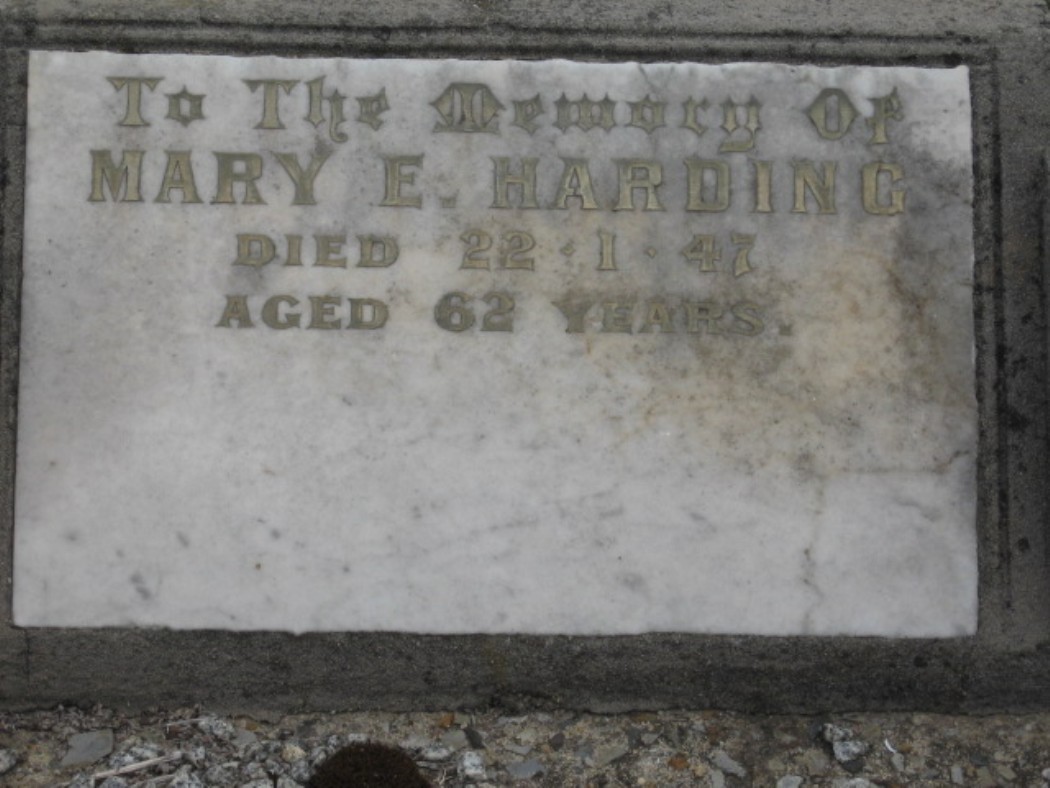 To The Memory Of
MARY E. HARDING
DIED 22·1·47
AGED 62 YEARS.